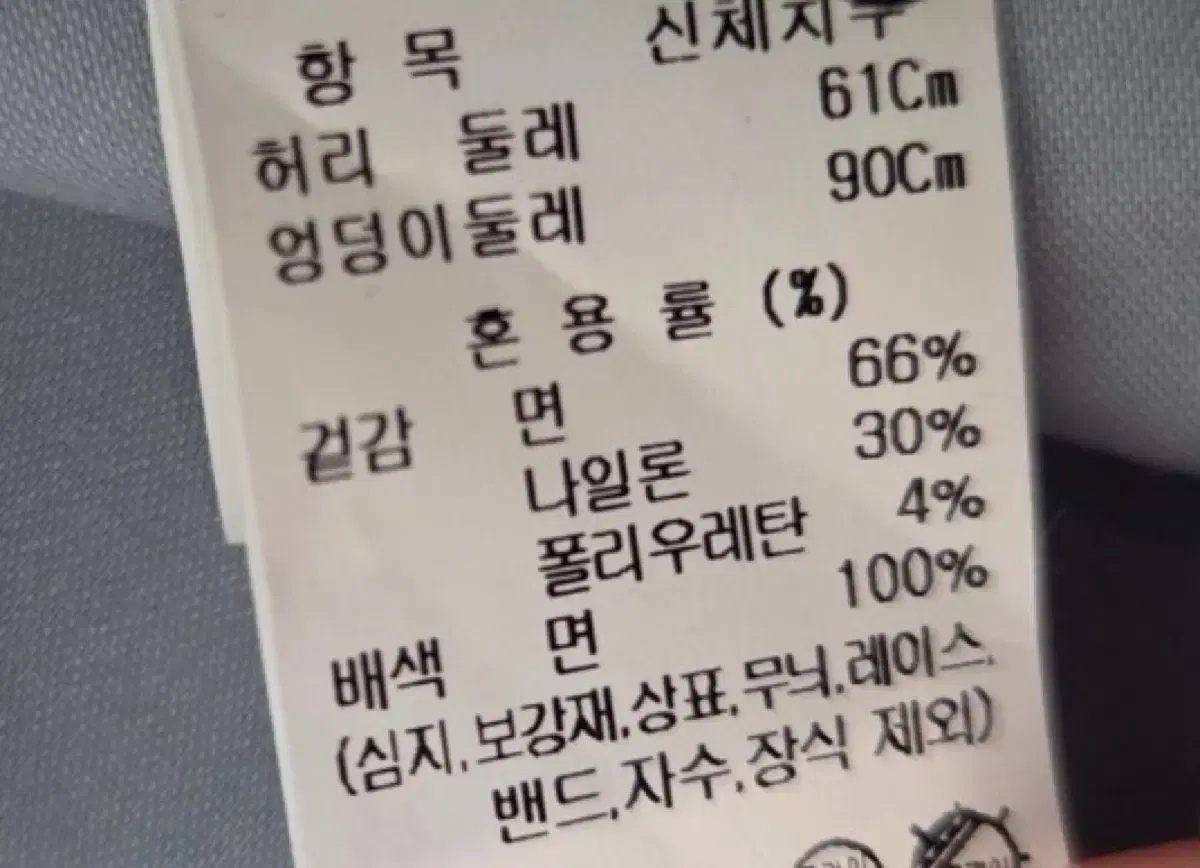 항 목 신체치수
허리 둘레 61Cm
엉덩이둘레 90Cm
혼 용 률 (%)
겉감 면 66%
나일론 30%
폴리우레탄 4%
배색 면 100%
(심지.보강재.상표.무늬.레이스.
밴드.자수.장식 제외)